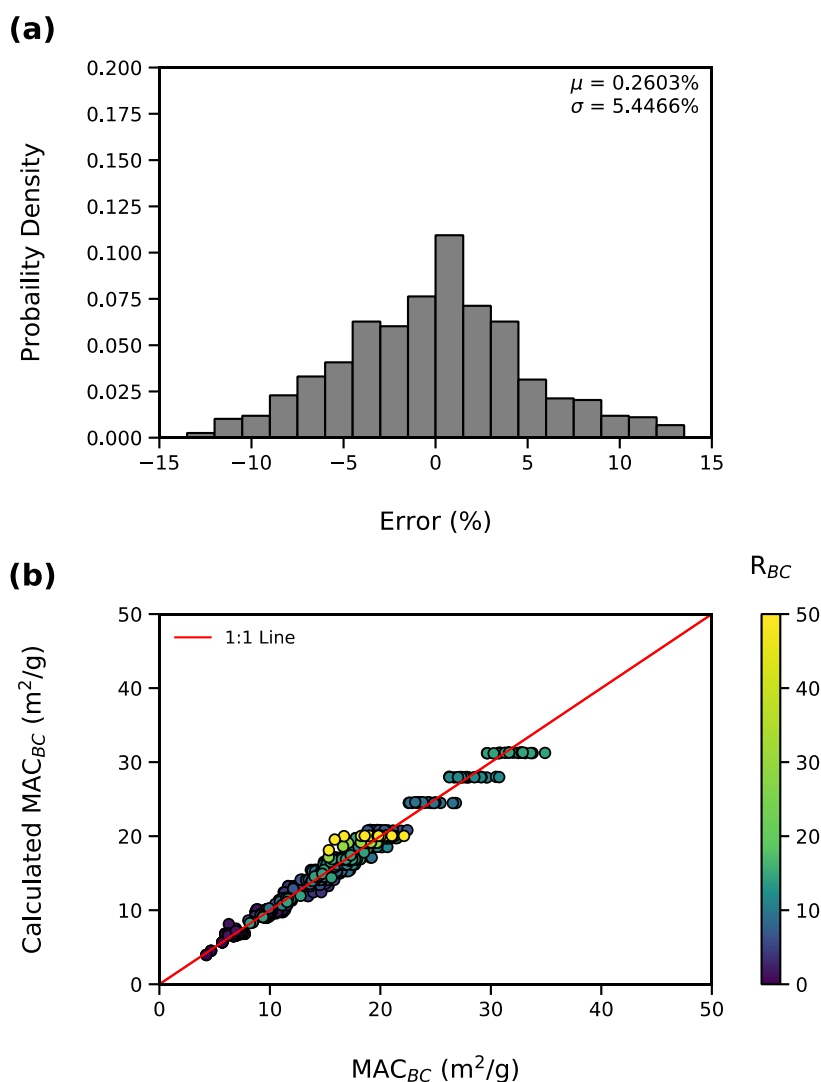 (a)
μ = 0.2603%
σ = 5.4466%
0.200
0.175
0.150
0.125
0.100
0.075
0.050
0.025
0.000
Probaility Density
−15 −10 −5 0 5 10 15
Error (%)
(b)
R_BC
1:1 Line
50
40
30
20
10
0
Calculated MAC_BC (m²/g)
0 10 20 30 40 50
MAC_BC (m²/g)
50
40
30
20
10
0